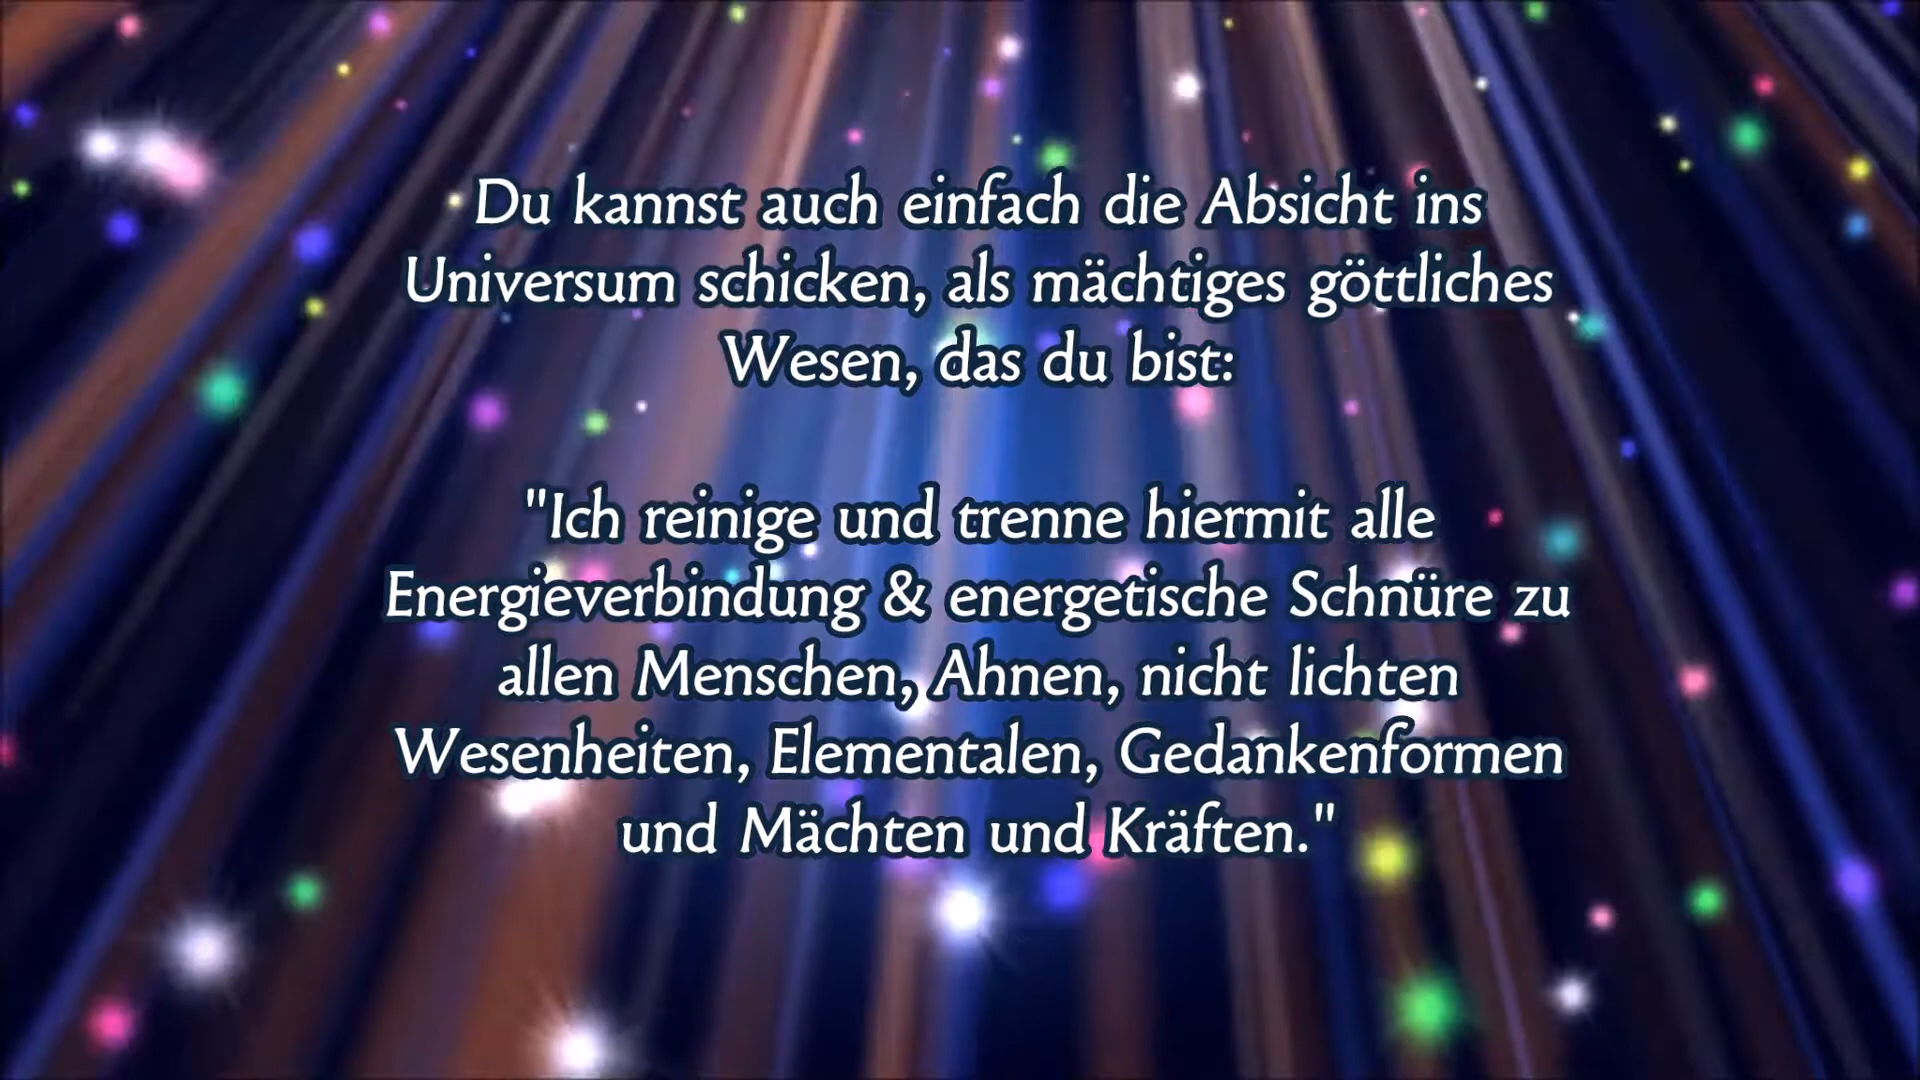 Du kannst auch einfach die Absicht ins
Universum schicken, als mächtiges göttliches
Wesen, das du bist:
"Ich reinige und trenne hiermit alle
Energieverbindung & energetische Schnüre zu
allen Menschen, Ahnen, nicht lichten
Wesenheiten, Elementalen, Gedankenformen
und Mächten und Kräften."